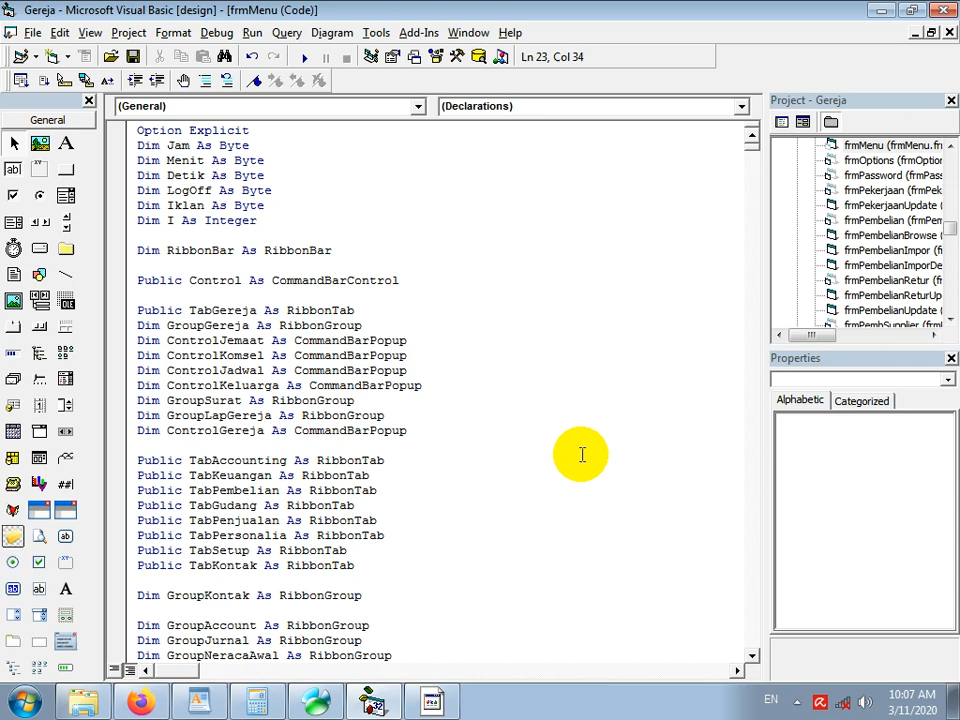 Gereja - Microsoft Visual Basic [design] - [frmMenu (Code)]
File Edit View Project Format Debug Run Query Diagram Tools Add-Ins Window Help
Ln 23, Col 34
General
(General) (Declarations)
Option Explicit
Dim Jam As Byte
Dim Menit As Byte
Dim Detik As Byte
Dim LogOff As Byte
Dim Iklan As Byte
Dim I As Integer
Dim RibbonBar As RibbonBar
Public Control As CommandBarControl
Public TabGereja As RibbonTab
Dim GroupGereja As RibbonGroup
Dim ControlJemaat As CommandBarPopup
Dim ControlKomsel As CommandBarPopup
Dim ControlJadwal As CommandBarPopup
Dim ControlKeluarga As CommandBarPopup
Dim GroupSurat As RibbonGroup
Dim GroupLapGereja As RibbonGroup
Dim ControlGereja As CommandBarPopup
Public TabAccounting As RibbonTab
Public TabKeuangan As RibbonTab
Public TabPembelian As RibbonTab
Public TabGudang As RibbonTab
Public TabPenjualan As RibbonTab
Public TabPersonalia As RibbonTab
Public TabSetup As RibbonTab
Public TabKontak As RibbonTab
Dim GroupKontak As RibbonGroup
Dim GroupAccount As RibbonGroup
Dim GroupJurnal As RibbonGroup
Dim GroupNeracaAwal As RibbonGroup
Project - Gereja
frmMenu (frmMenu.fr
frmOptions (frmOption
frmPassword (frmPass
frmPekerjaan (frmPek
frmPekerjaanUpdate (
frmPembelian (frmPem
frmPembelianBrowse (
frmPembelianImpor (f
frmPembelianImporDe
frmPembelianRetur (f
frmPembelianReturUp
frmPembelianUpdate (
frmPembSupplier (frm
Properties
Alphabetic Categorized
EN
10:07 AM
3/11/2020